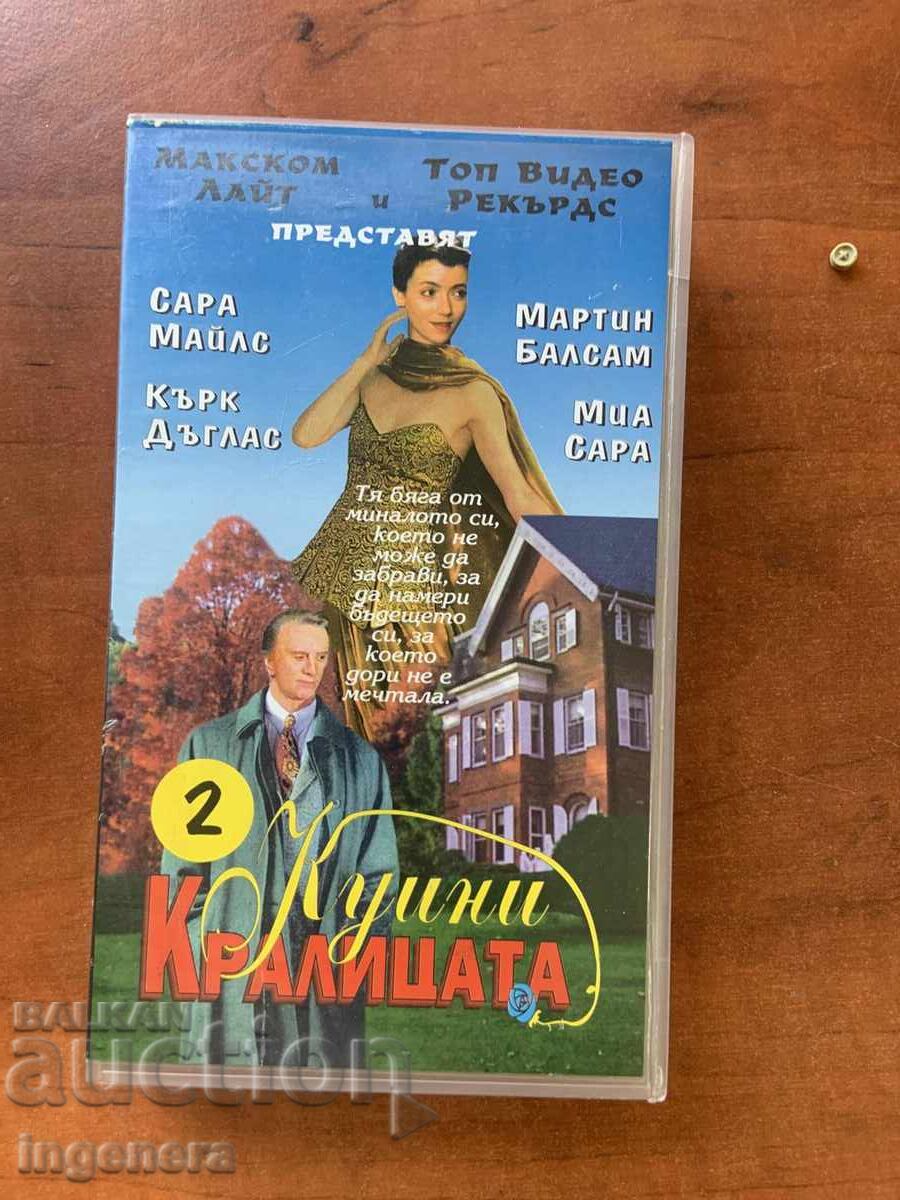 Макском Топ Видео
Лайт и Рекърдс
представят
Сара
Майлс
Мартин
Балсам
Кърк
Дъглас
Миа
Сара
Тя бяга от
миналото си,
което не
може да
забрави, за
да намери
бъдещето
си, за
което
дори не е
мечтала.
2
Куини
Кралицата
BALKAN
auction
ingenera